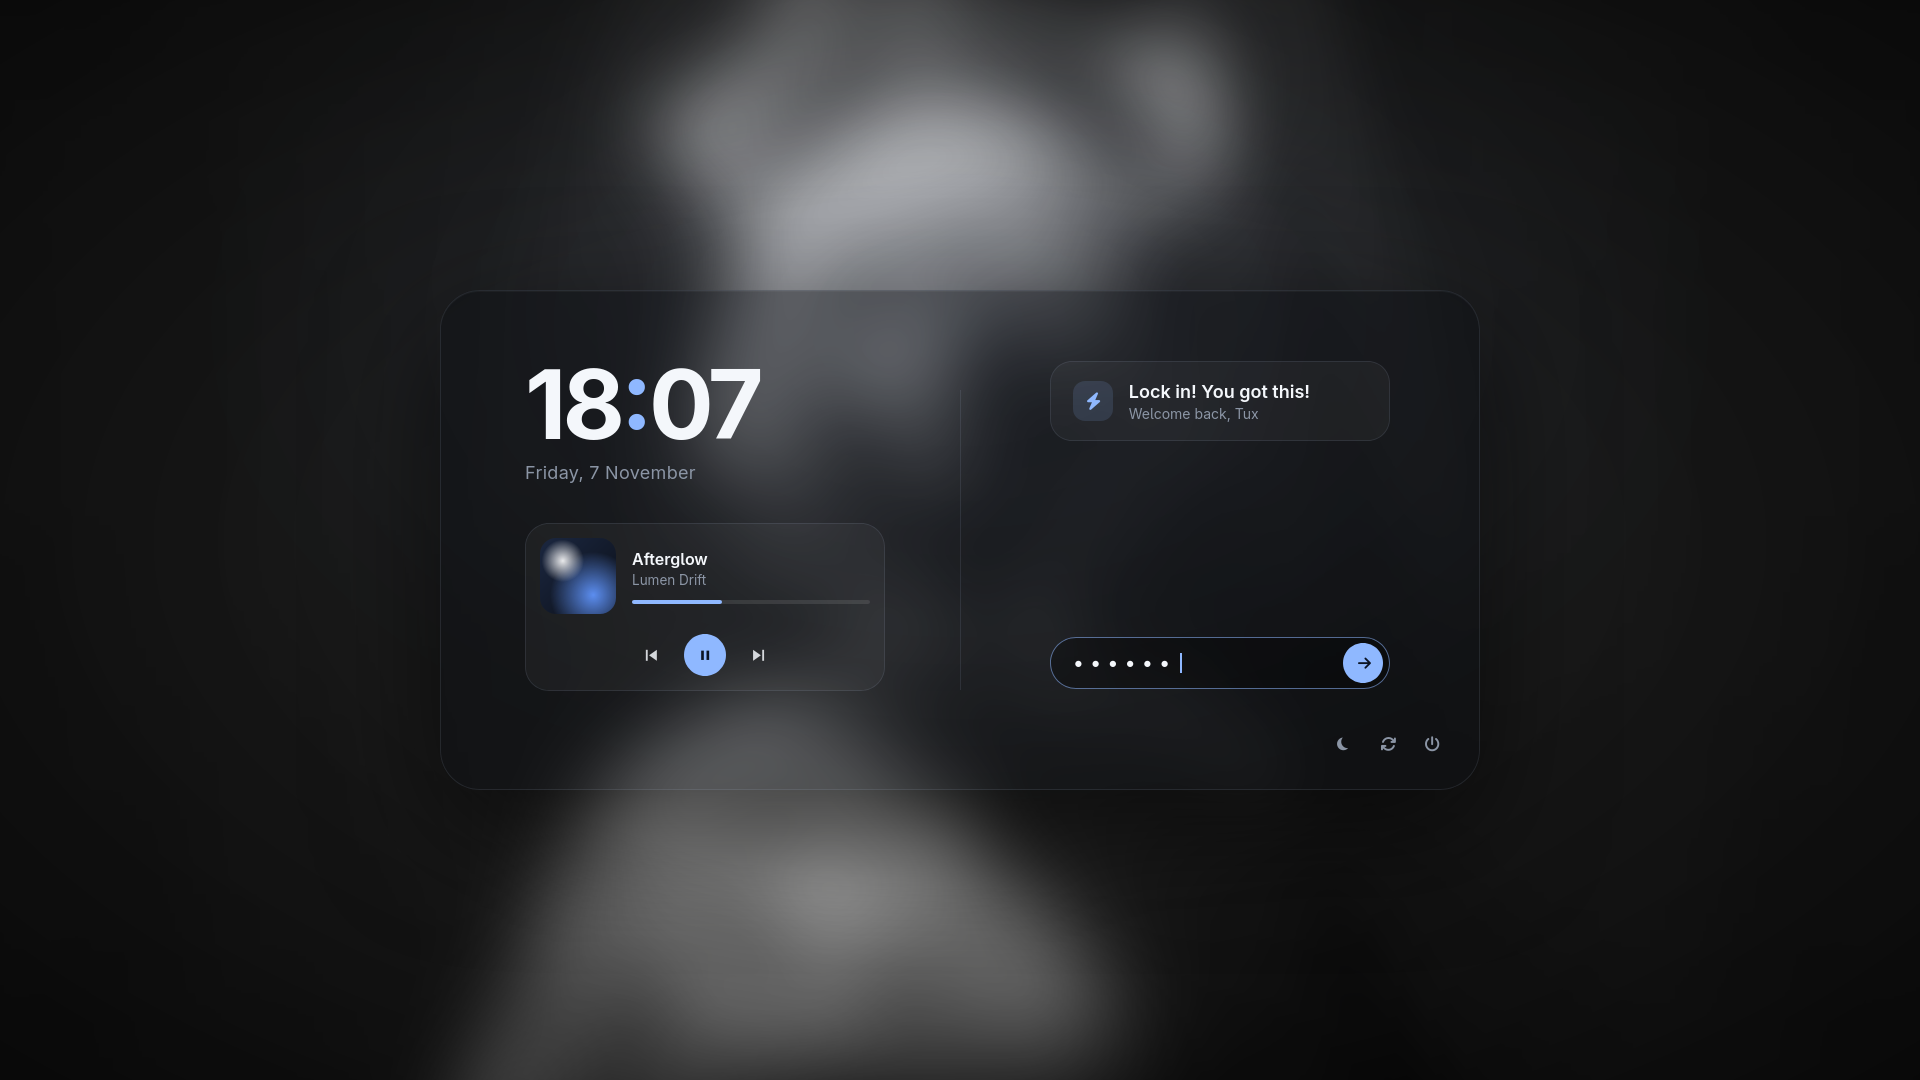 18:07
Friday, 7 November
Afterglow
Lumen Drift
Lock in! You got this!
Welcome back, Tux